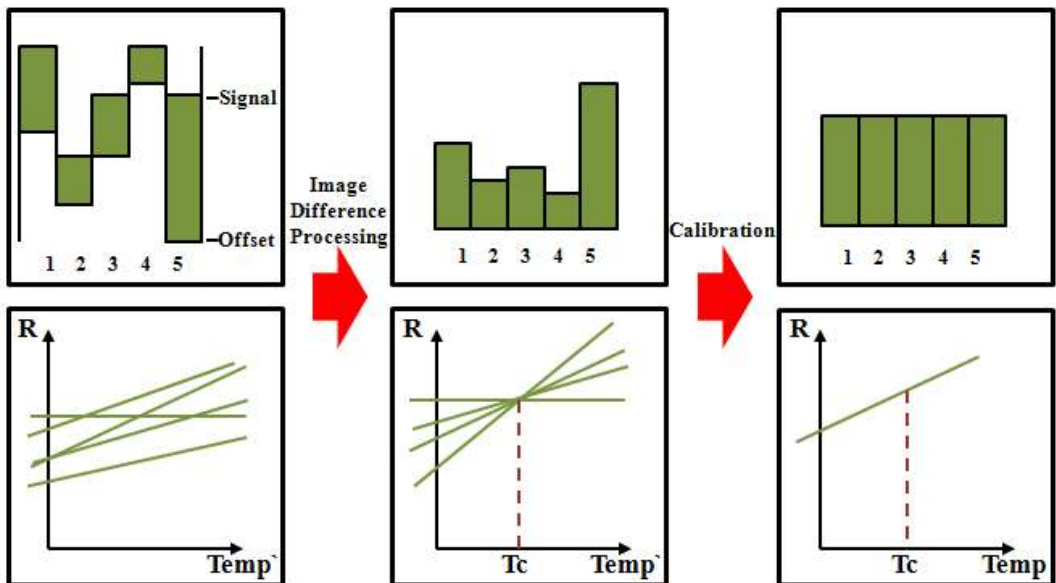 Signal
Offset
1 2 3 4 5
Image
Difference
Processing
1 2 3 4 5
Calibration
1 2 3 4 5
R
Temp`
R
Tc
Temp`
R
Tc
Temp